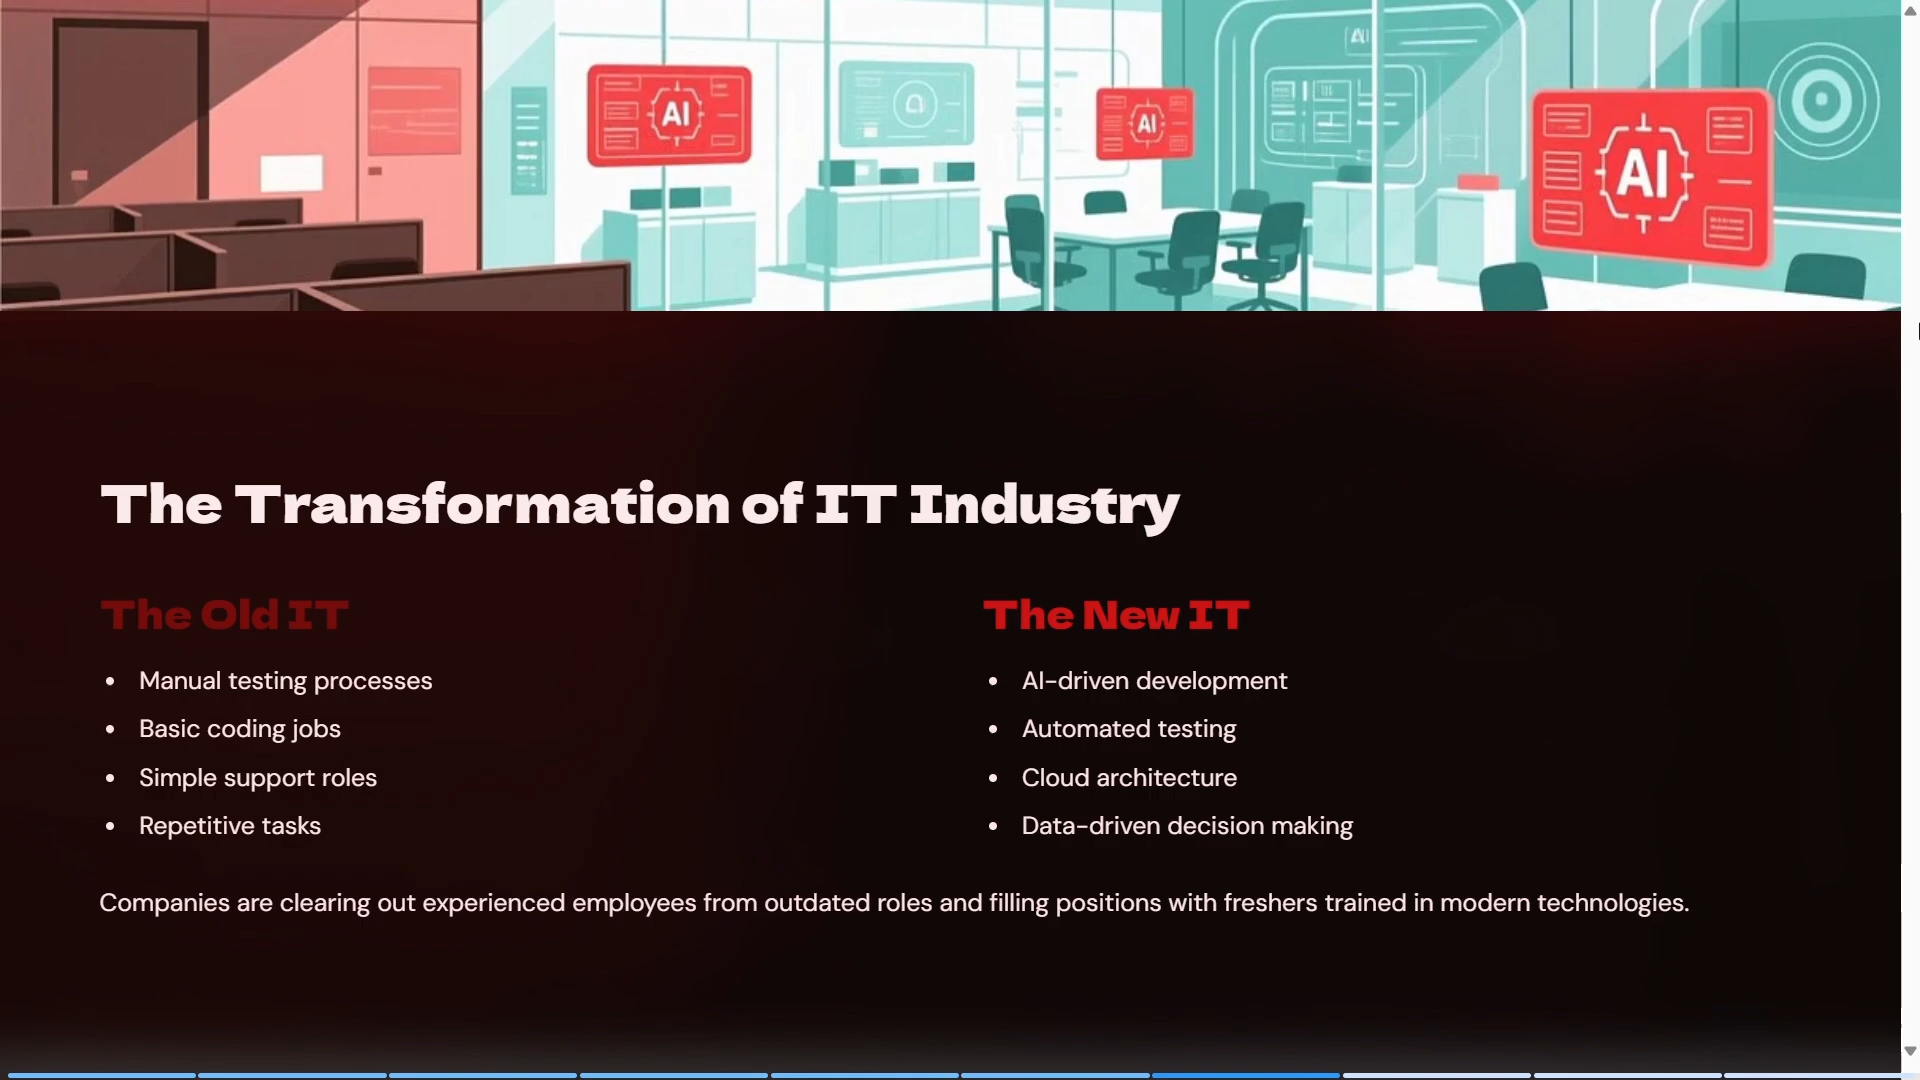 AI
AI
AI
AI
The Transformation of IT Industry
The Old IT
The New IT
• Manual testing processes
• Basic coding jobs
• Simple support roles
• Repetitive tasks
• AI-driven development
• Automated testing
• Cloud architecture
• Data-driven decision making
Companies are clearing out experienced employees from outdated roles and filling positions with freshers trained in modern technologies.